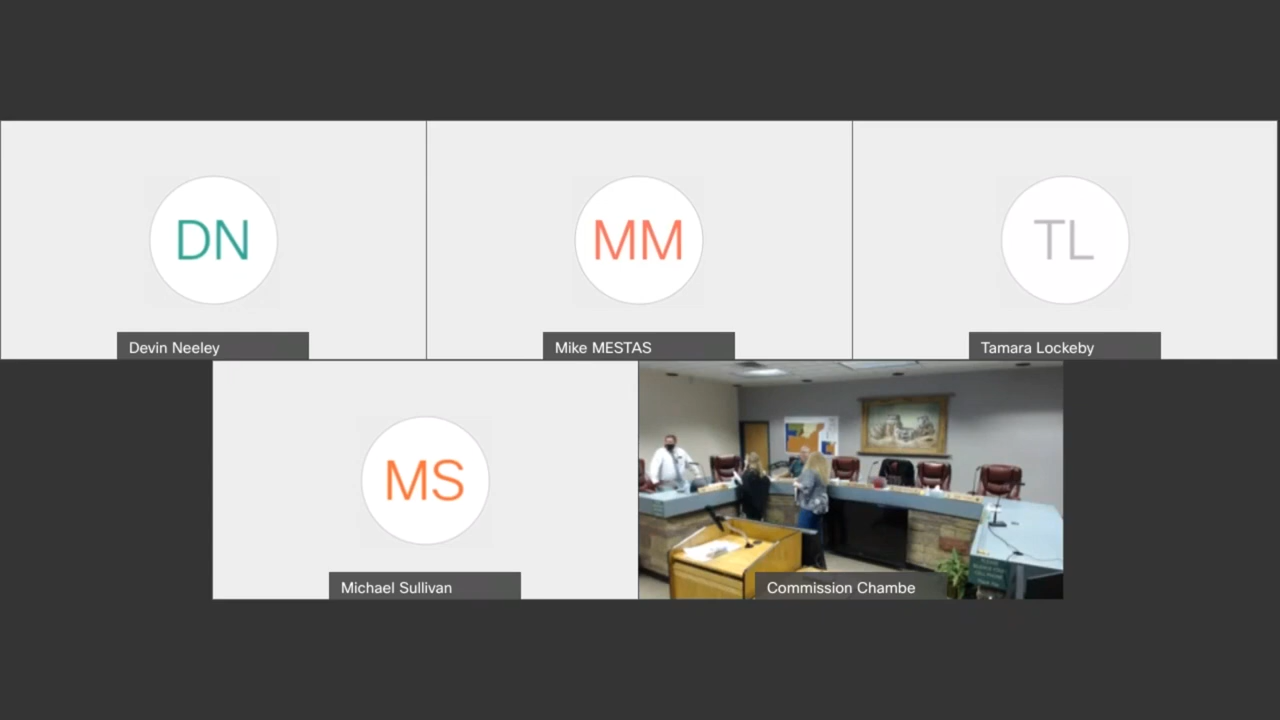 DN
MM
TL
Devin Neeley
Mike MESTAS
Tamara Lockeby
MS
Michael Sullivan
Commission Chambe